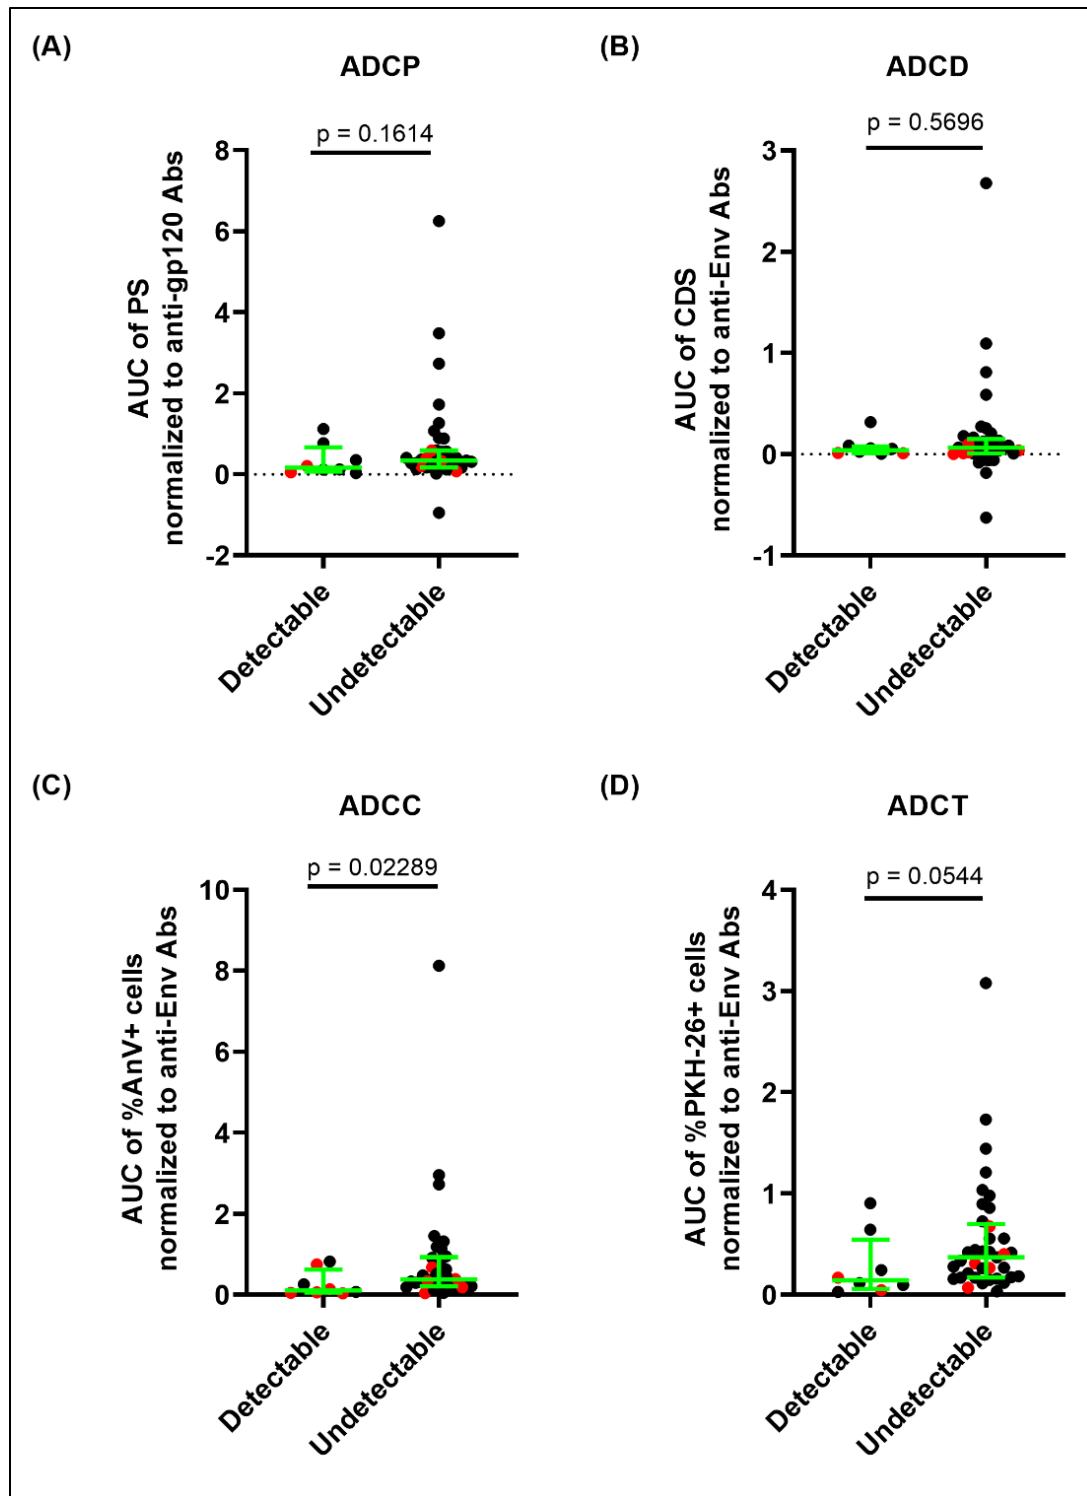 (A)
ADCP
p = 0.1614
AUC of PS
normalized to anti-gp120 Abs
8
6
4
2
0
-2
Detectable
Undetectable
(B)
ADCD
p = 0.5696
AUC of CDS
normalized to anti-Env Abs
3
2
1
0
-1
Detectable
Undetectable
(C)
ADCC
p = 0.02289
AUC of %AnV+ cells
normalized to anti-Env Abs
10
8
6
4
2
0
Detectable
Undetectable
(D)
ADCT
p = 0.0544
AUC of %PKH-26+ cells
normalized to anti-Env Abs
4
3
2
1
0
Detectable
Undetectable